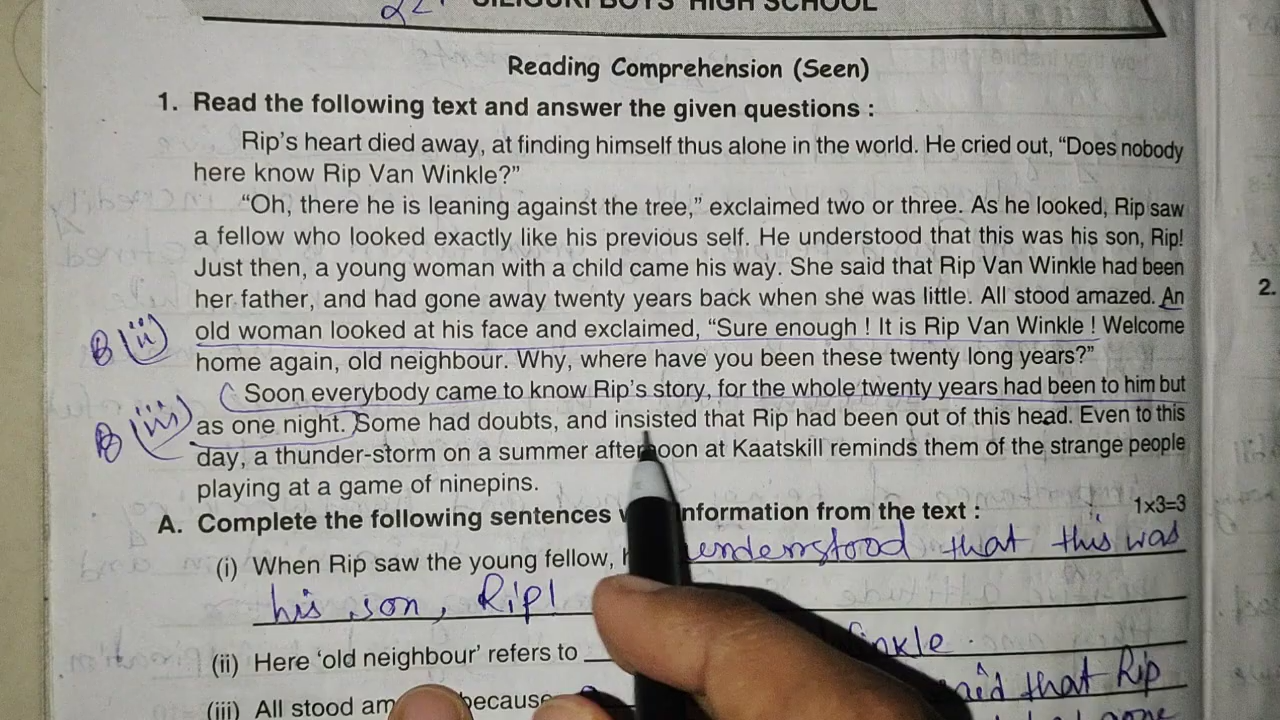 SILIGURI BOYS' HIGH SCHOOL
Reading Comprehension (Seen)
1. Read the following text and answer the given questions :
Rip's heart died away, at finding himself thus alone in the world. He cried out, “Does nobody
here know Rip Van Winkle?”
“Oh, there he is leaning against the tree,” exclaimed two or three. As he looked, Rip saw
a fellow who looked exactly like his previous self. He understood that this was his son, Rip!
Just then, a young woman with a child came his way. She said that Rip Van Winkle had been
her father, and had gone away twenty years back when she was little. All stood amazed. An
2.
B (ii) old woman looked at his face and exclaimed, “Sure enough ! It is Rip Van Winkle ! Welcome
home again, old neighbour. Why, where have you been these twenty long years?”
Soon everybody came to know Rip's story, for the whole twenty years had been to him but
B (iii) as one night. Some had doubts, and insisted that Rip had been out of this head. Even to this
day, a thunder-storm on a summer afternoon at Kaatskill reminds them of the strange people
playing at a game of ninepins.
A. Complete the following sentences information from the text : 1×3=3
(i) When Rip saw the young fellow, understood that this was
his son, Rip!
(ii) Here ‘old neighbour’ refers to
(iii) All stood because said that Rip